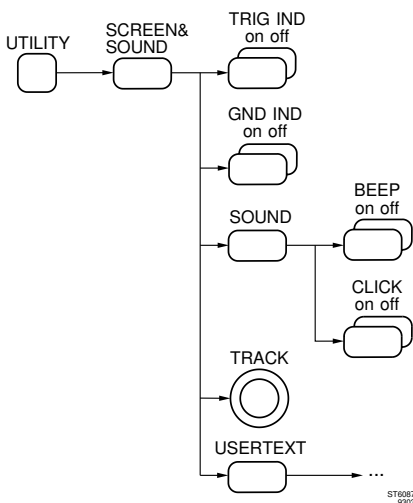 UTILITY
SCREEN&
SOUND
TRIG IND
on off
GND IND
on off
SOUND
BEEP
on off
CLICK
on off
TRACK
USERTEXT
...